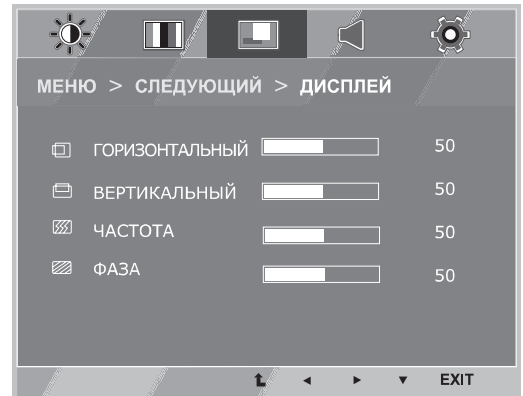 МЕНЮ > СЛЕДУЮЩИЙ > ДИСПЛЕЙ
ГОРИЗОНТАЛЬНЫЙ 50
ВЕРТИКАЛЬНЫЙ 50
ЧАСТОТА 50
ФАЗА 50
EXIT